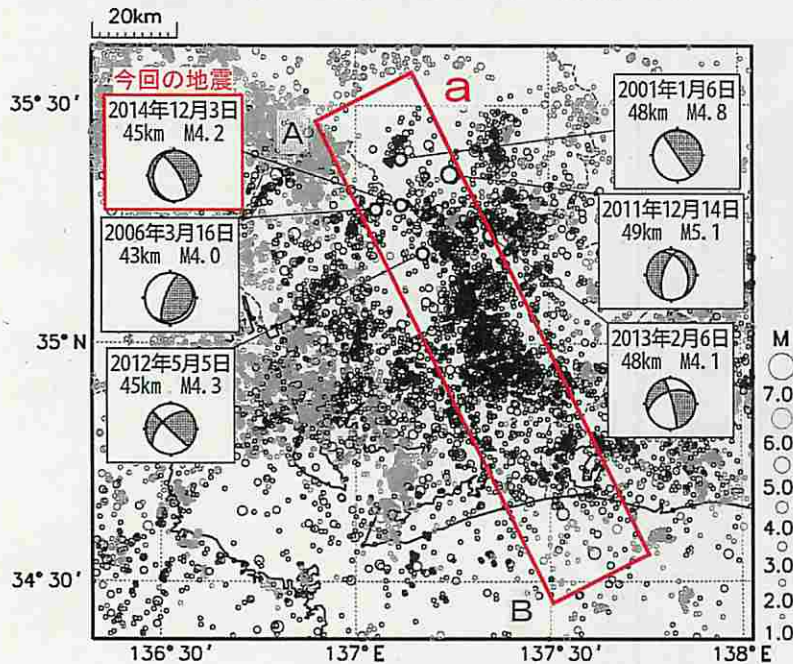 20km
今回の地震
2014年12月3日
45km M4.2
2006年3月16日
43km M4.0
2012年5月5日
45km M4.3
2001年1月6日
48km M4.8
2011年12月14日
49km M5.1
2013年2月6日
48km M4.1
A
a
B
35°30'
35°N
34°30'
136°30'
137°E
137°30'
138°E
M
7.0
6.0
5.0
4.0
3.0
2.0
1.0